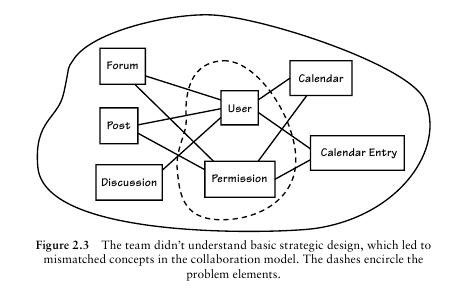 Forum
Calendar
User
Post
Calendar Entry
Discussion
Permission
Figure 2.3 The team didn't understand basic strategic design, which led to
mismatched concepts in the collaboration model. The dashes encircle the
problem elements.